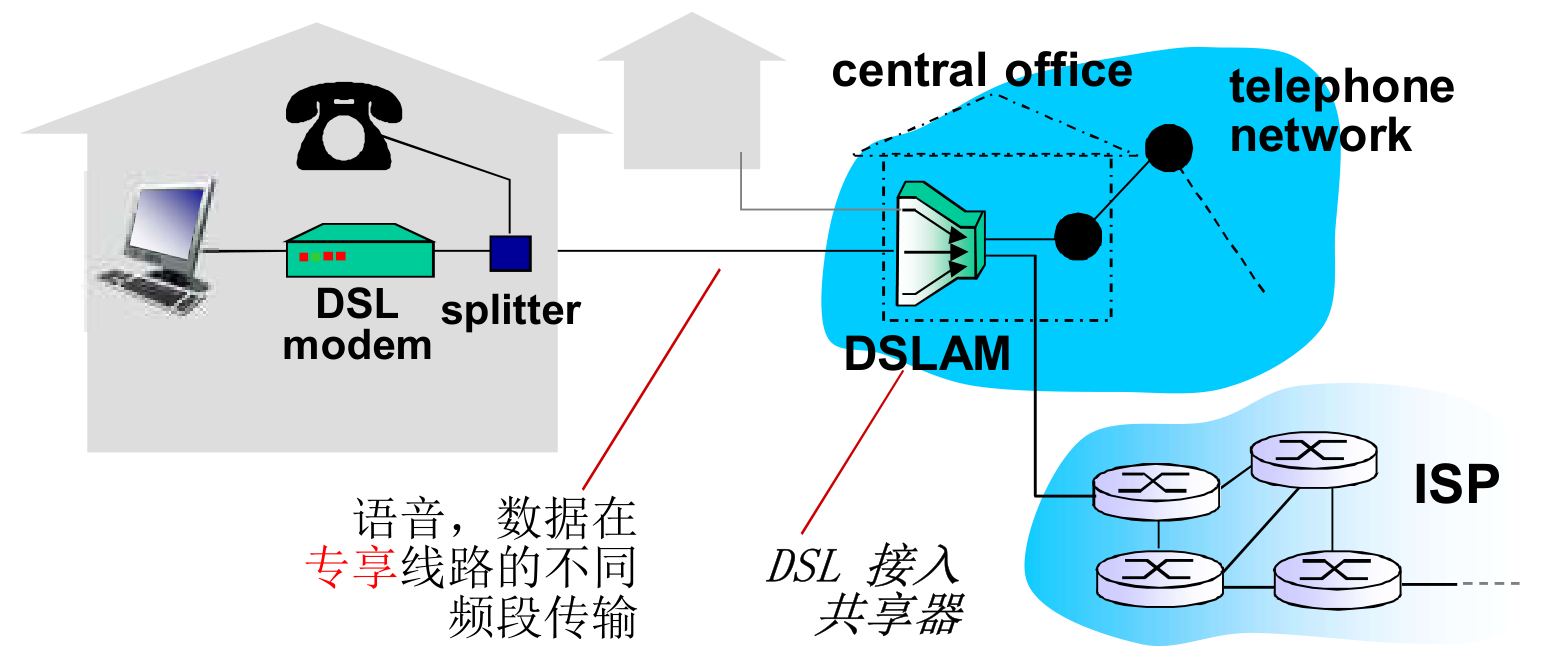 central office
telephone
network
DSL
modem
splitter
DSLAM
ISP
语音，数据在
专享线路的不同
频段传输
DSL 接入
共享器